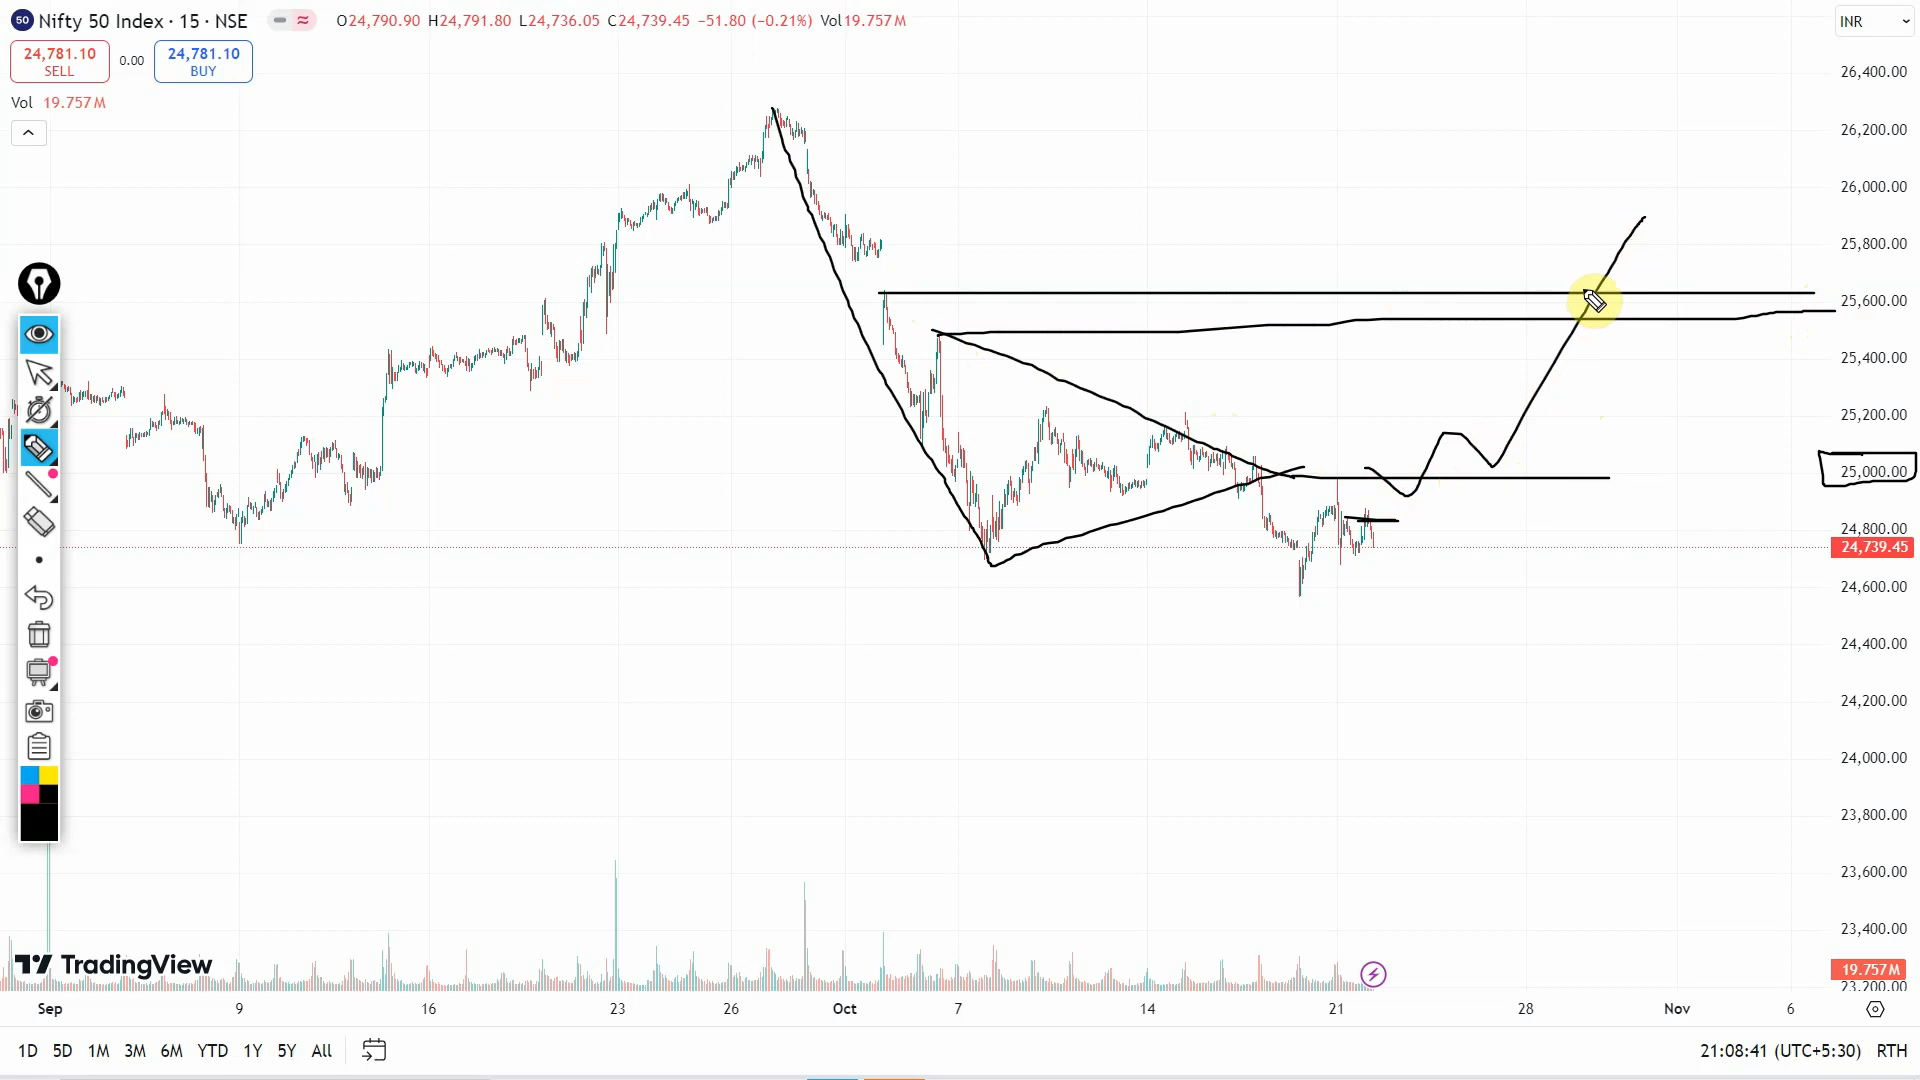 50 Nifty 50 Index · 15 · NSE
O24,790.90 H24,791.80 L24,736.05 C24,739.45 −51.80 (−0.21%) Vol19.757 M
INR
24,781.10
SELL
0.00
24,781.10
BUY
Vol 19.757 M
26,400.00
26,200.00
26,000.00
25,800.00
25,600.00
25,400.00
25,200.00
25,000.00
24,800.00
24,739.45
24,600.00
24,400.00
24,200.00
24,000.00
23,800.00
23,600.00
23,400.00
19.757 M
23,200.00
TradingView
Sep 9 16 23 26 Oct 7 14 21 28 Nov 6
1D 5D 1M 3M 6M YTD 1Y 5Y All
21:08:41 (UTC+5:30) RTH